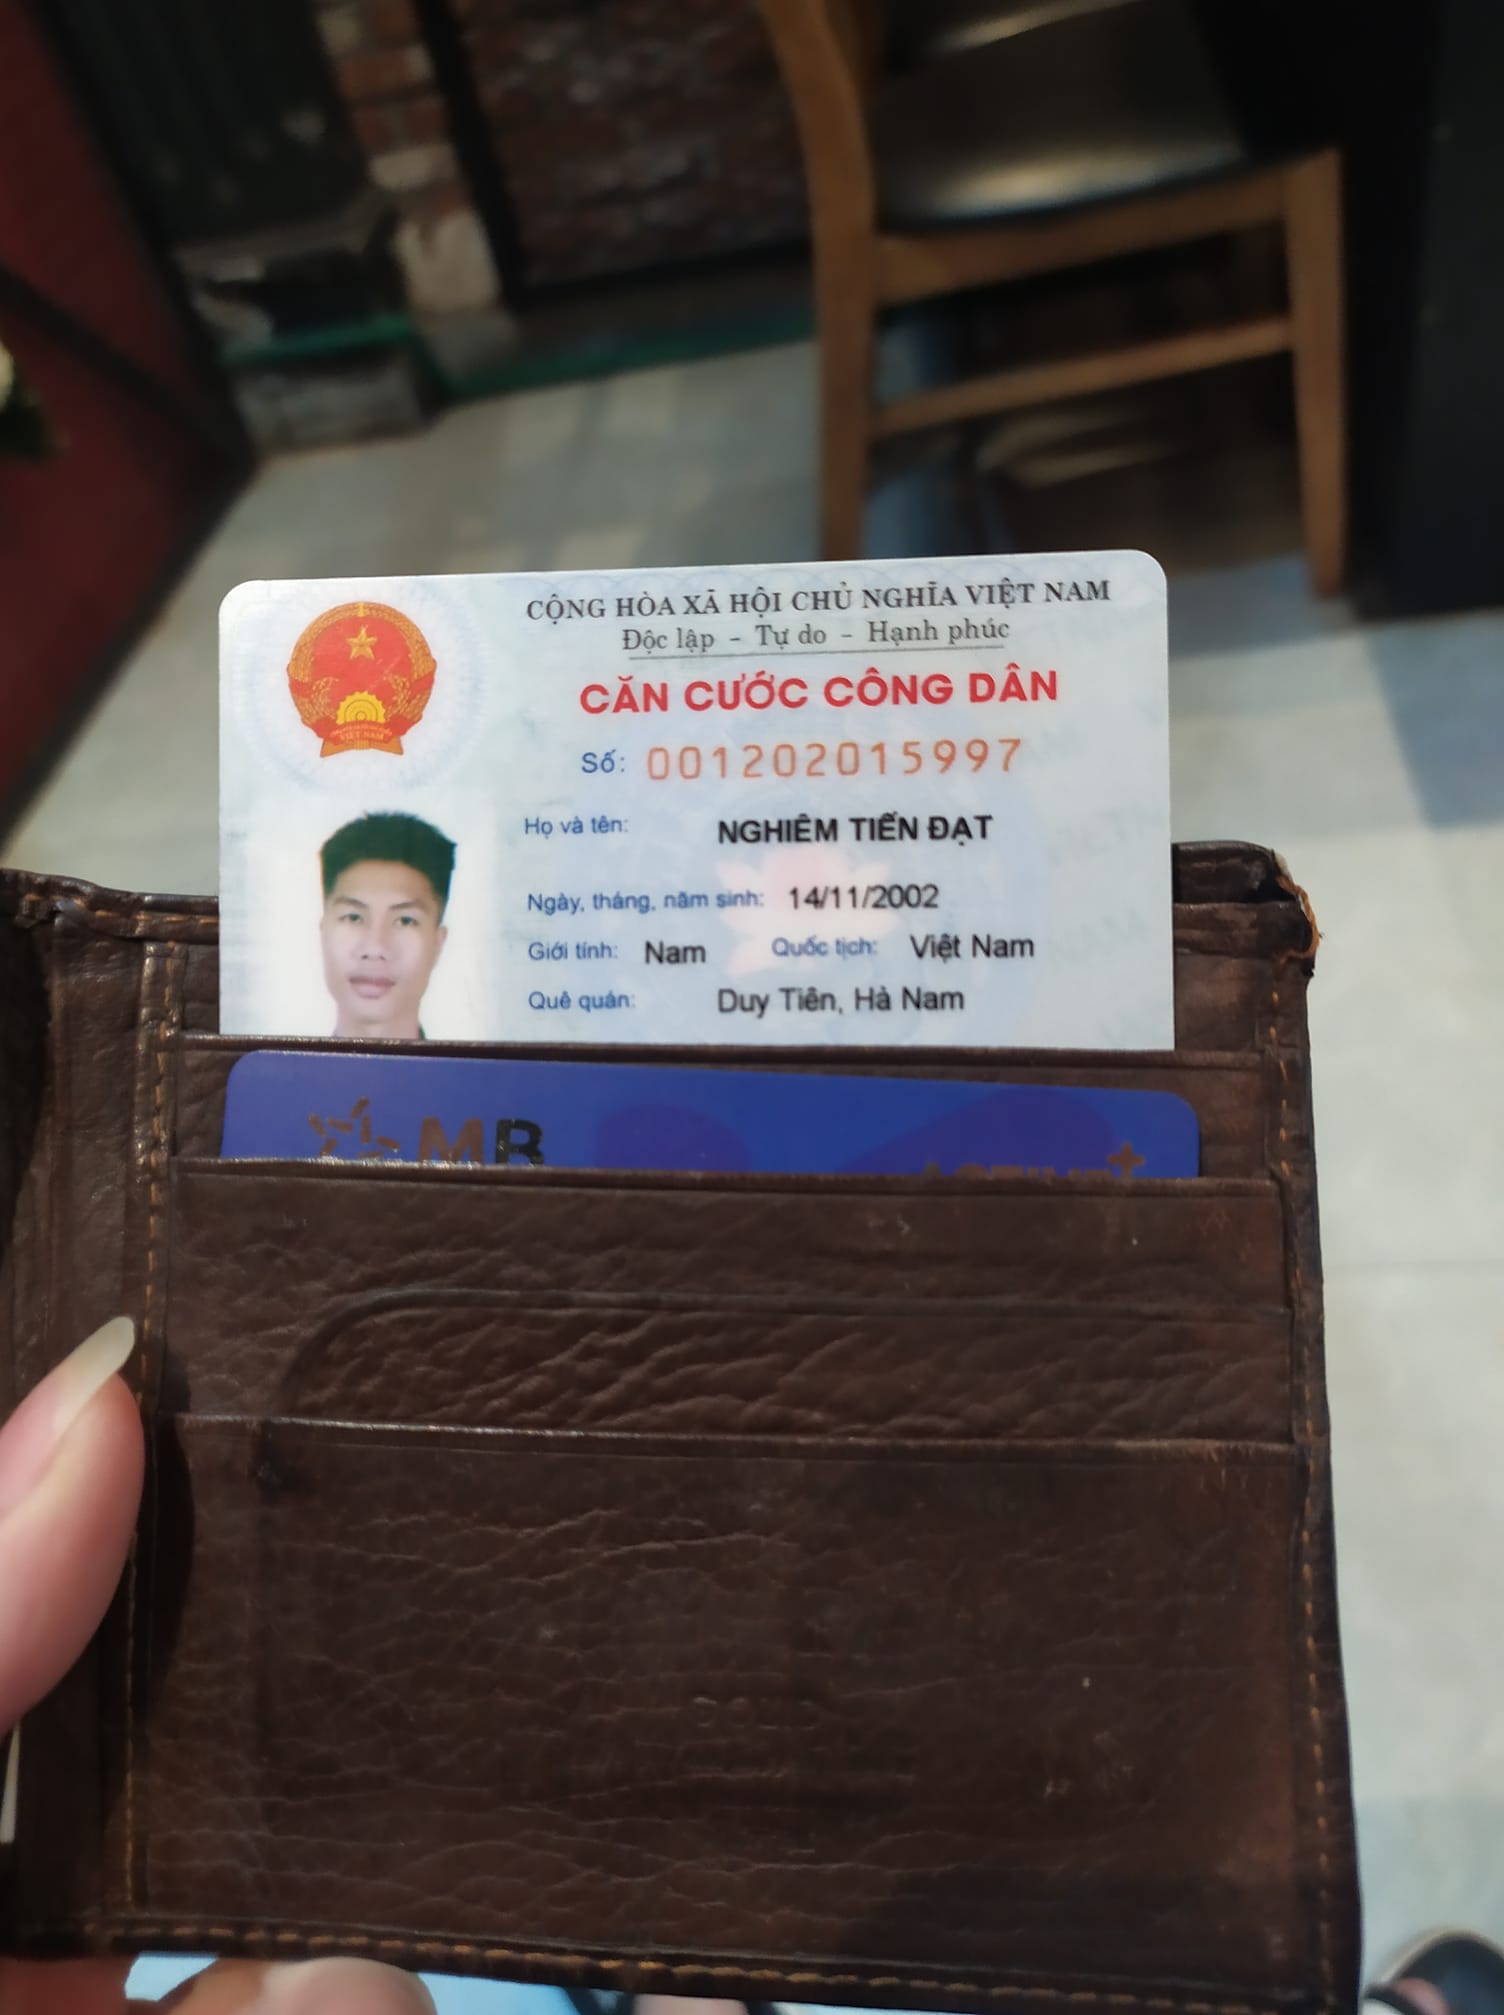 CỘNG HÒA XÃ HỘI CHỦ NGHĨA VIỆT NAM
Độc lập - Tự do - Hạnh phúc
CĂN CƯỚC CÔNG DÂN
Số: 001202015997
Họ và tên: NGHIÊM TIẾN ĐẠT
Ngày, tháng, năm sinh: 14/11/2002
Giới tính: Nam Quốc tịch: Việt Nam
Quê quán: Duy Tiên, Hà Nam
VIỆT NAM
MB